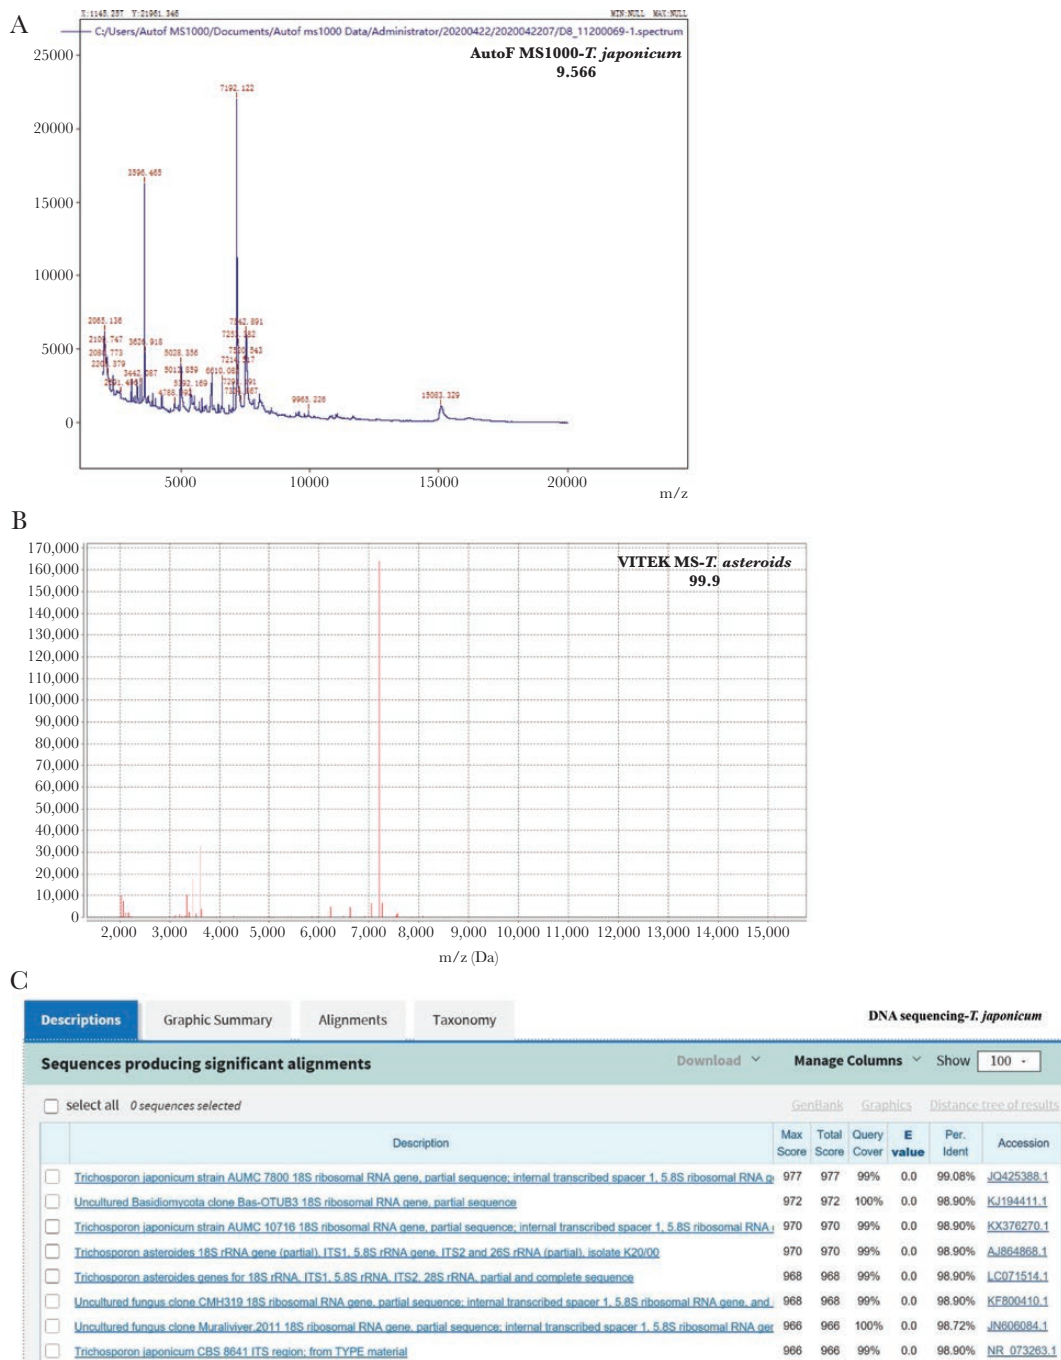 A
X:1145.257 Y:21961.346
MIN:NULL MAX:NULL
C:/Users/Autof MS1000/Documents/Autof ms1000 Data/Administrator/20200422/2020042207/D8_11200069-1.spectrum
AutoF MS1000-T. japonicum
9.566
25000
20000
15000
10000
5000
0
7192.122
3596.465
2065.136
3626.918
3442.087
5028.356
9965.226
15083.329
5000
10000
15000
20000
m/z
B
VITEK MS-T. asteroids
99.9
170,000
160,000
150,000
140,000
130,000
120,000
110,000
100,000
90,000
80,000
70,000
60,000
50,000
40,000
30,000
20,000
10,000
0
2,000 3,000 4,000 5,000 6,000 7,000 8,000 9,000 10,000 11,000 12,000 13,000 14,000 15,000
m/z (Da)
C
Descriptions Graphic Summary Alignments Taxonomy
DNA sequencing-T. japonicum
Sequences producing significant alignments Download Manage Columns Show 100
select all 0 sequences selected GenBank Graphics Distance tree of results
Description Max Score Total Score Query Cover E value Per. Ident Accession
Trichosporon japonicum strain AUMC 7800 18S ribosomal RNA gene, partial sequence; internal transcribed spacer 1, 5.8S ribosomal RNA g 977 977 99% 0.0 99.08% JQ425388.1
Uncultured Basidiomycota clone Bas-OTUB3 18S ribosomal RNA gene, partial sequence 972 972 100% 0.0 98.90% KJ194411.1
Trichosporon japonicum strain AUMC 10716 18S ribosomal RNA gene, partial sequence; internal transcribed spacer 1, 5.8S ribosomal RNA 970 970 99% 0.0 98.90% KX376270.1
Trichosporon asteroides 18S rRNA gene (partial), ITS1, 5.8S rRNA gene, ITS2 and 26S rRNA (partial), isolate K20/00 970 970 99% 0.0 98.90% AJ864868.1
Trichosporon asteroides genes for 18S rRNA, ITS1, 5.8S rRNA, ITS2, 28S rRNA, partial and complete sequence 968 968 99% 0.0 98.90% LC071514.1
Uncultured fungus clone CMH319 18S ribosomal RNA gene, partial sequence; internal transcribed spacer 1, 5.8S ribosomal RNA gene, and 968 968 99% 0.0 98.90% KF800410.1
Uncultured fungus clone Muraliviver.2011 18S ribosomal RNA gene, partial sequence; internal transcribed spacer 1, 5.8S ribosomal RNA ger 966 966 100% 0.0 98.72% JN606084.1
Trichosporon japonicum CBS 8641 ITS region; from TYPE material 966 966 99% 0.0 98.90% NR_073263.1